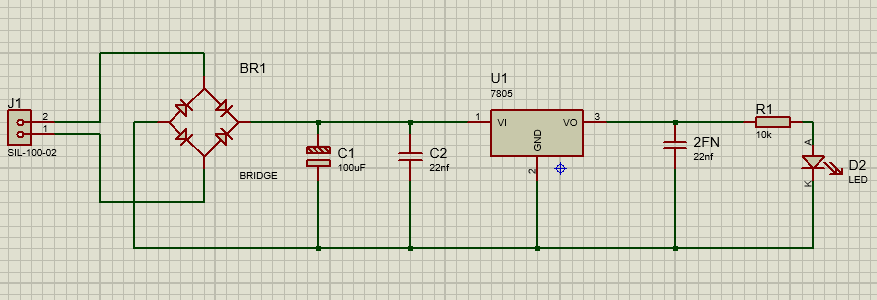 J1
2
1
SIL-100-02
BR1
BRIDGE
C1
100uF
C2
22nf
U1
7805
1
VI
VO
3
GND
2
2FN
22nf
R1
10k
A
K
D2
LED